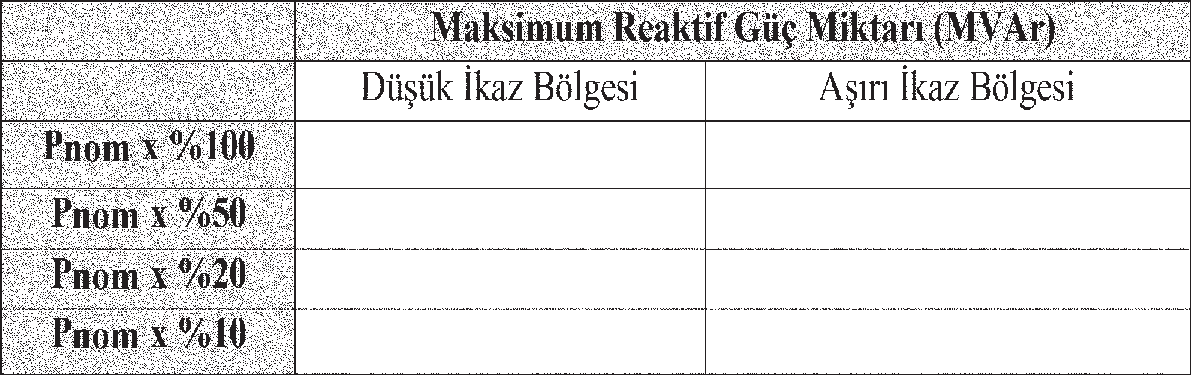 Maksimum Reaktif Güç Miktarı (MVAr)
Düşük İkaz Bölgesi Aşırı İkaz Bölgesi
Pnom x %100
Pnom x %50
Pnom x %20
Pnom x %10